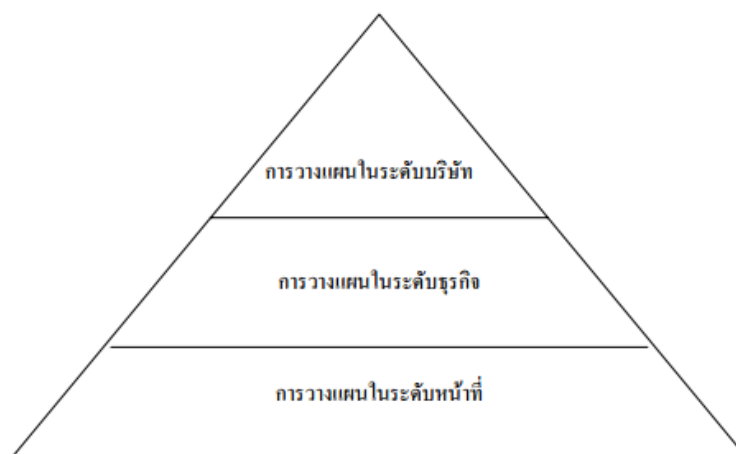 การวางแผนในระดับบริษัท
การวางแผนในระดับธุรกิจ
การวางแผนในระดับหน้าที่